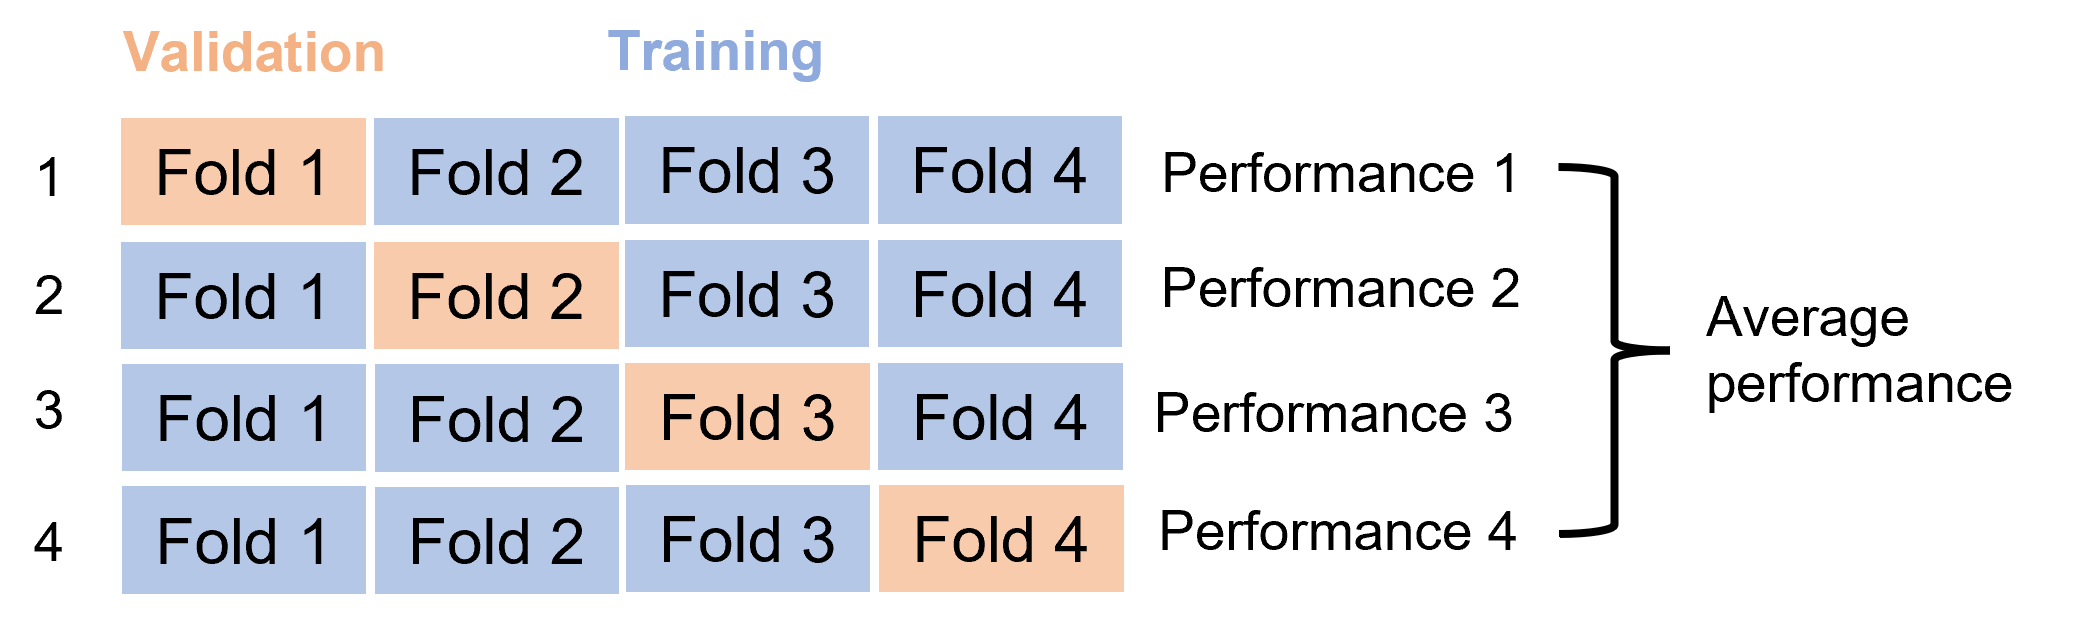 Validation Training
1 Fold 1 Fold 2 Fold 3 Fold 4 Performance 1
2 Fold 1 Fold 2 Fold 3 Fold 4 Performance 2
3 Fold 1 Fold 2 Fold 3 Fold 4 Performance 3
4 Fold 1 Fold 2 Fold 3 Fold 4 Performance 4
Average
performance